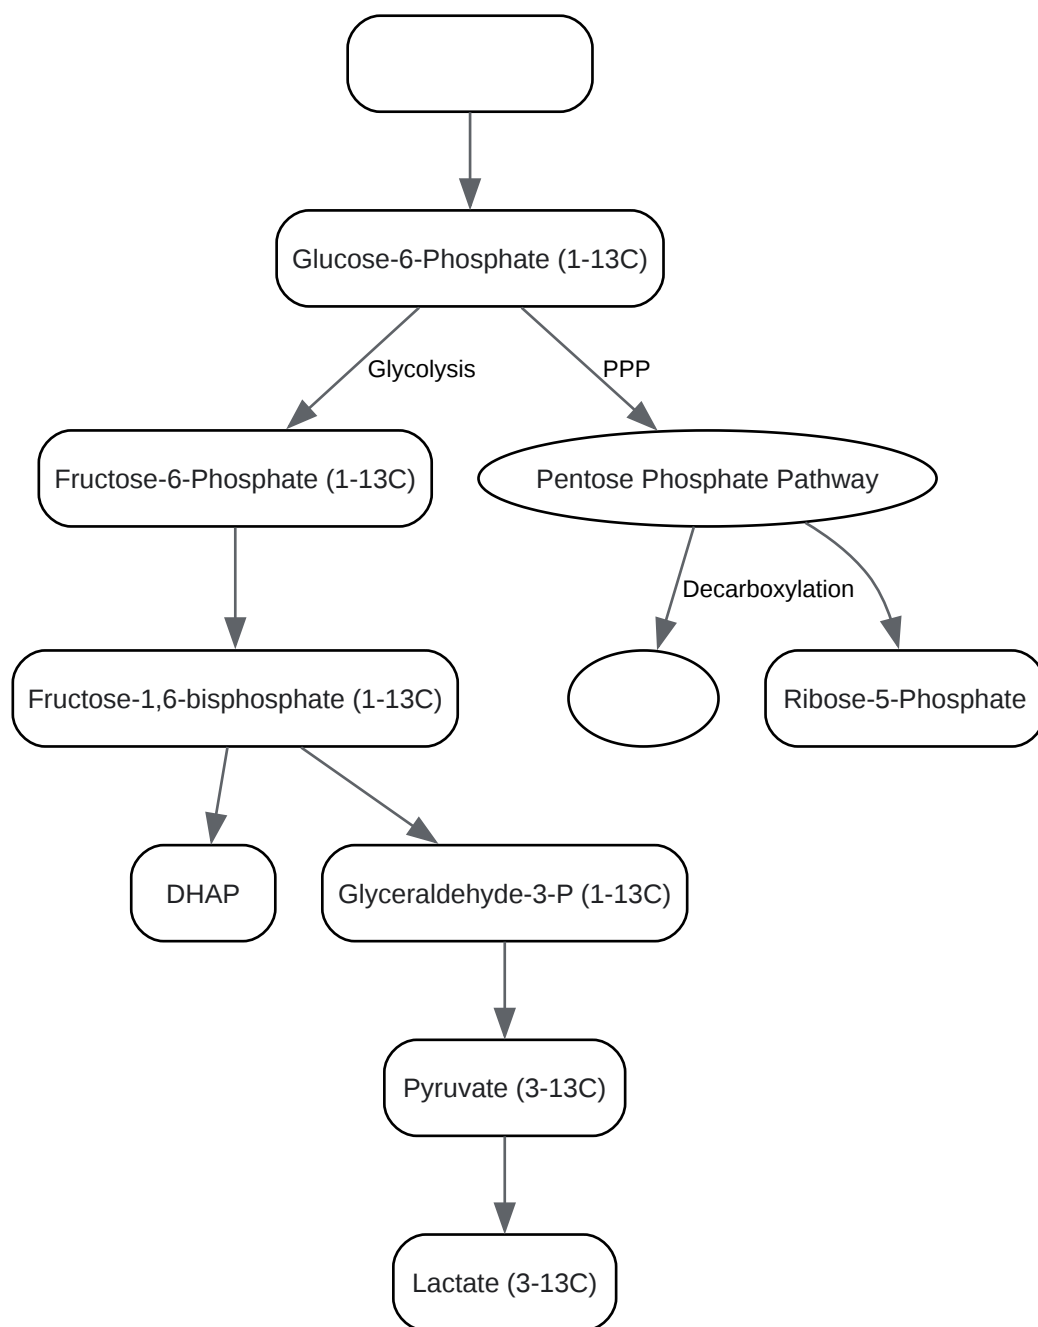 Glucose-6-Phosphate (1-13C)
Glycolysis
PPP
Fructose-6-Phosphate (1-13C)
Pentose Phosphate Pathway
Decarboxylation
Fructose-1,6-bisphosphate (1-13C)
Ribose-5-Phosphate
DHAP
Glyceraldehyde-3-P (1-13C)
Pyruvate (3-13C)
Lactate (3-13C)